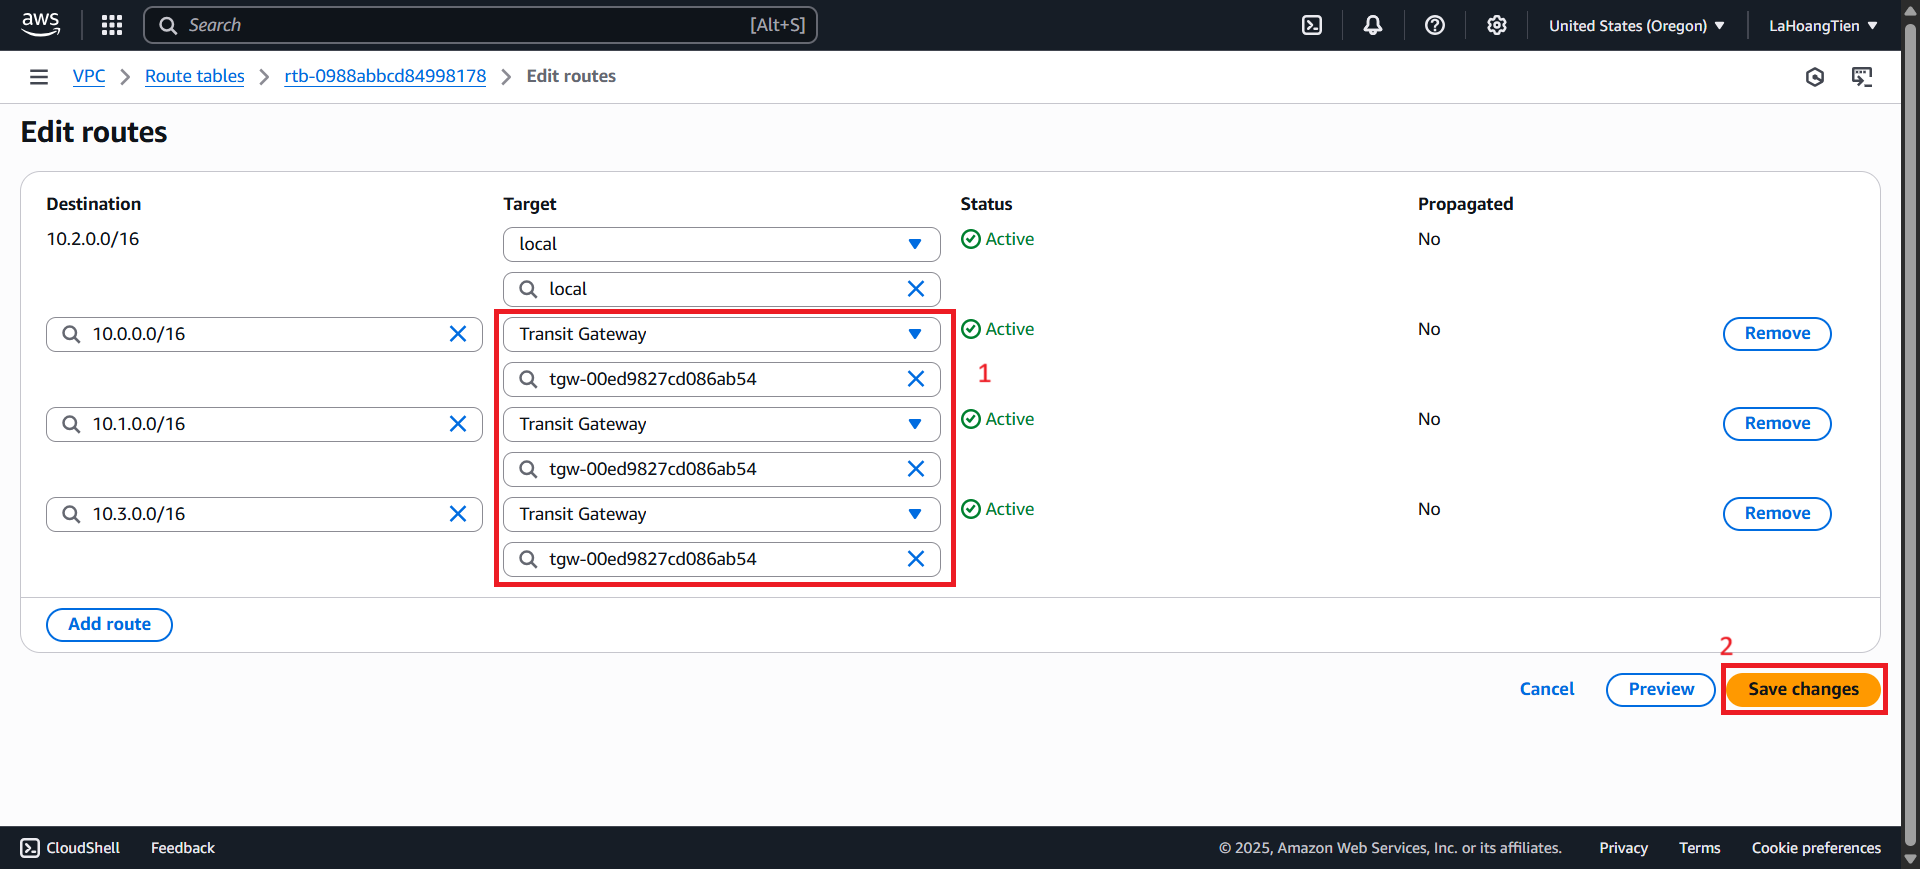 aws
Search [Alt+S]
United States (Oregon) LaHoangTien
VPC Route tables rtb-0988abbcd84998178 Edit routes
Edit routes
Destination Target Status Propagated
10.2.0.0/16 local Active No
local
10.0.0.0/16 Transit Gateway Active No Remove
tgw-00ed9827cd086ab54 1
10.1.0.0/16 Transit Gateway Active No Remove
tgw-00ed9827cd086ab54
10.3.0.0/16 Transit Gateway Active No Remove
tgw-00ed9827cd086ab54
Add route
2
Cancel Preview Save changes
CloudShell Feedback © 2025, Amazon Web Services, Inc. or its affiliates. Privacy Terms Cookie preferences